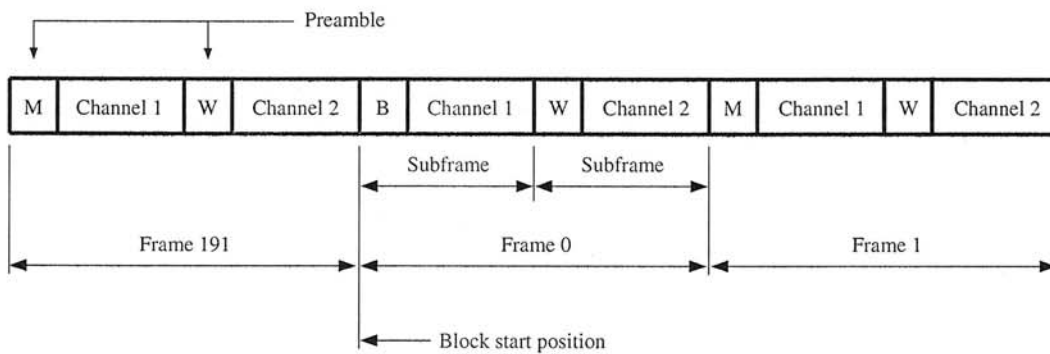 Preamble
M Channel 1 W Channel 2 B Channel 1 W Channel 2 M Channel 1 W Channel 2
Subframe Subframe
Frame 191 Frame 0 Frame 1
Block start position